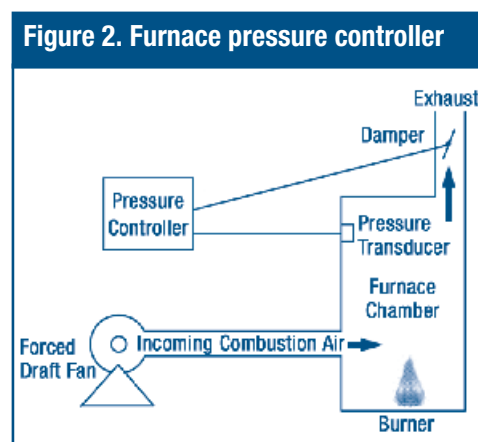 Figure 2. Furnace pressure controller
Exhaust
Damper
Pressure
Controller
Pressure
Transducer
Furnace
Chamber
Forced
Draft Fan
Incoming Combustion Air
Burner